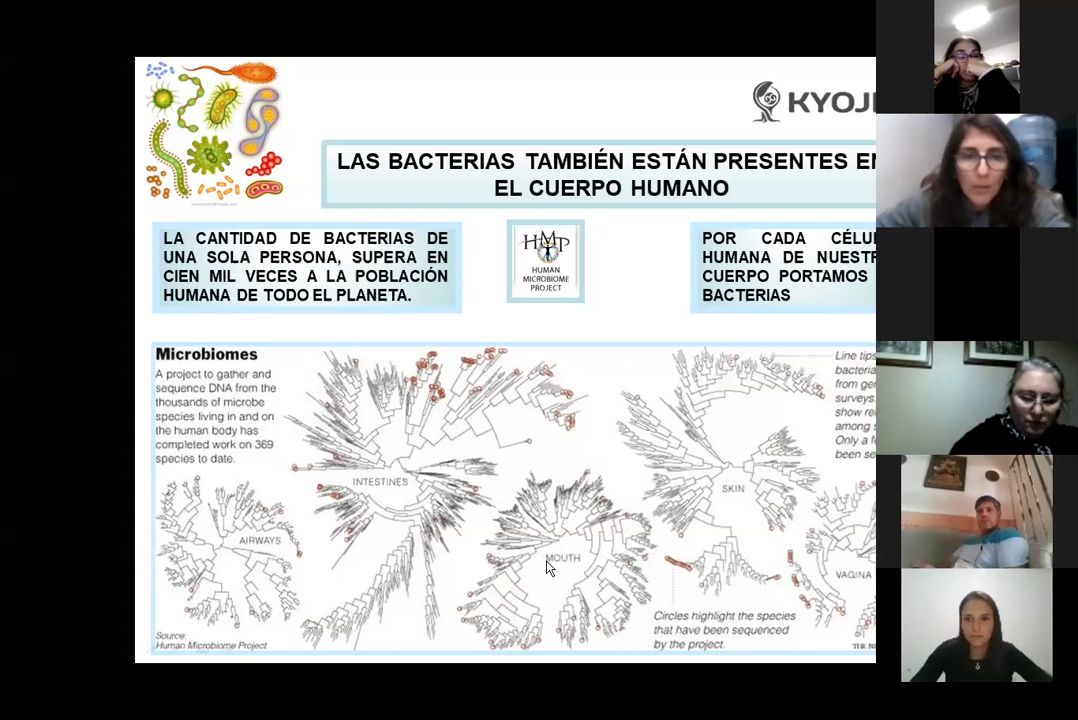 KYOJI
LAS BACTERIAS TAMBIÉN ESTÁN PRESENTES EN
EL CUERPO HUMANO
LA CANTIDAD DE BACTERIAS DE
UNA SOLA PERSONA, SUPERA EN
CIEN MIL VECES A LA POBLACIÓN
HUMANA DE TODO EL PLANETA.
HMP
HUMAN
MICROBIOME
PROJECT
POR CADA CÉLU
HUMANA DE NUESTR
CUERPO PORTAMOS
BACTERIAS
Microbiomes
A project to gather and
sequence DNA from the
thousands of microbe
species living in and on
the human body has
completed work on 369
species to date.
Line tips
bacteria
from ge
surveys.
show re
among s
Only a f
been se
INTESTINES
SKIN
AIRWAYS
MOUTH
VAGINA
Circles highlight the species
that have been sequenced
by the project.
Source:
Human Microbiome Project
THE N